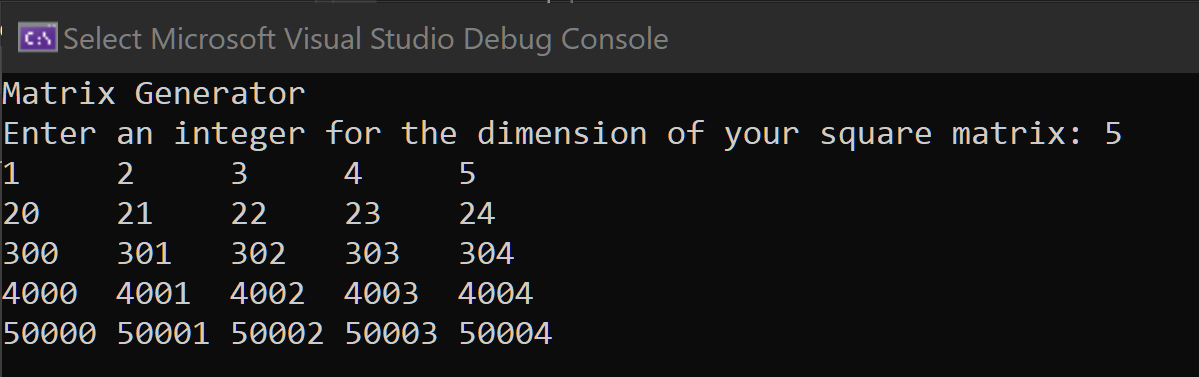 Select Microsoft Visual Studio Debug Console
Matrix Generator
Enter an integer for the dimension of your square matrix: 5
1     2     3     4     5
20    21    22    23    24
300   301   302   303   304
4000  4001  4002  4003  4004
50000 50001 50002 50003 50004